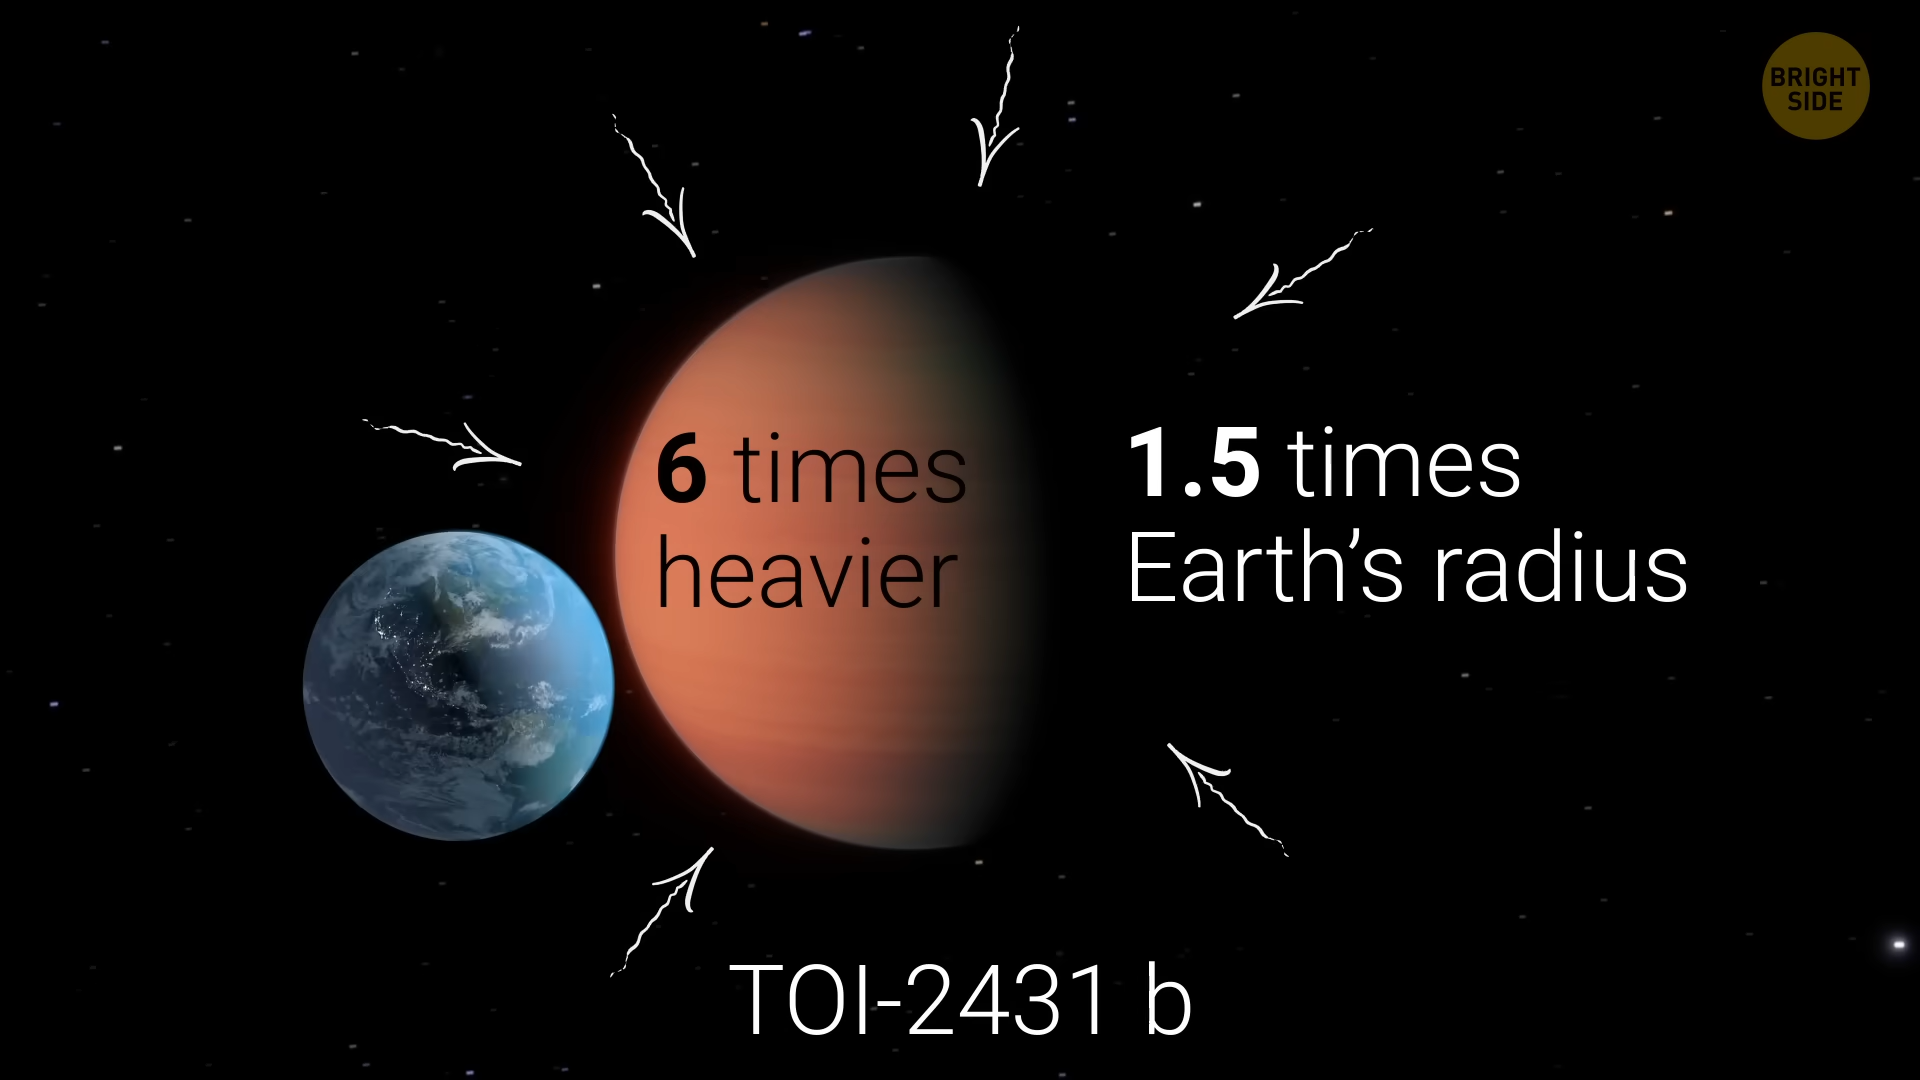 BRIGHT
SIDE
6 times
heavier
1.5 times
Earth’s radius
TOI-2431 b